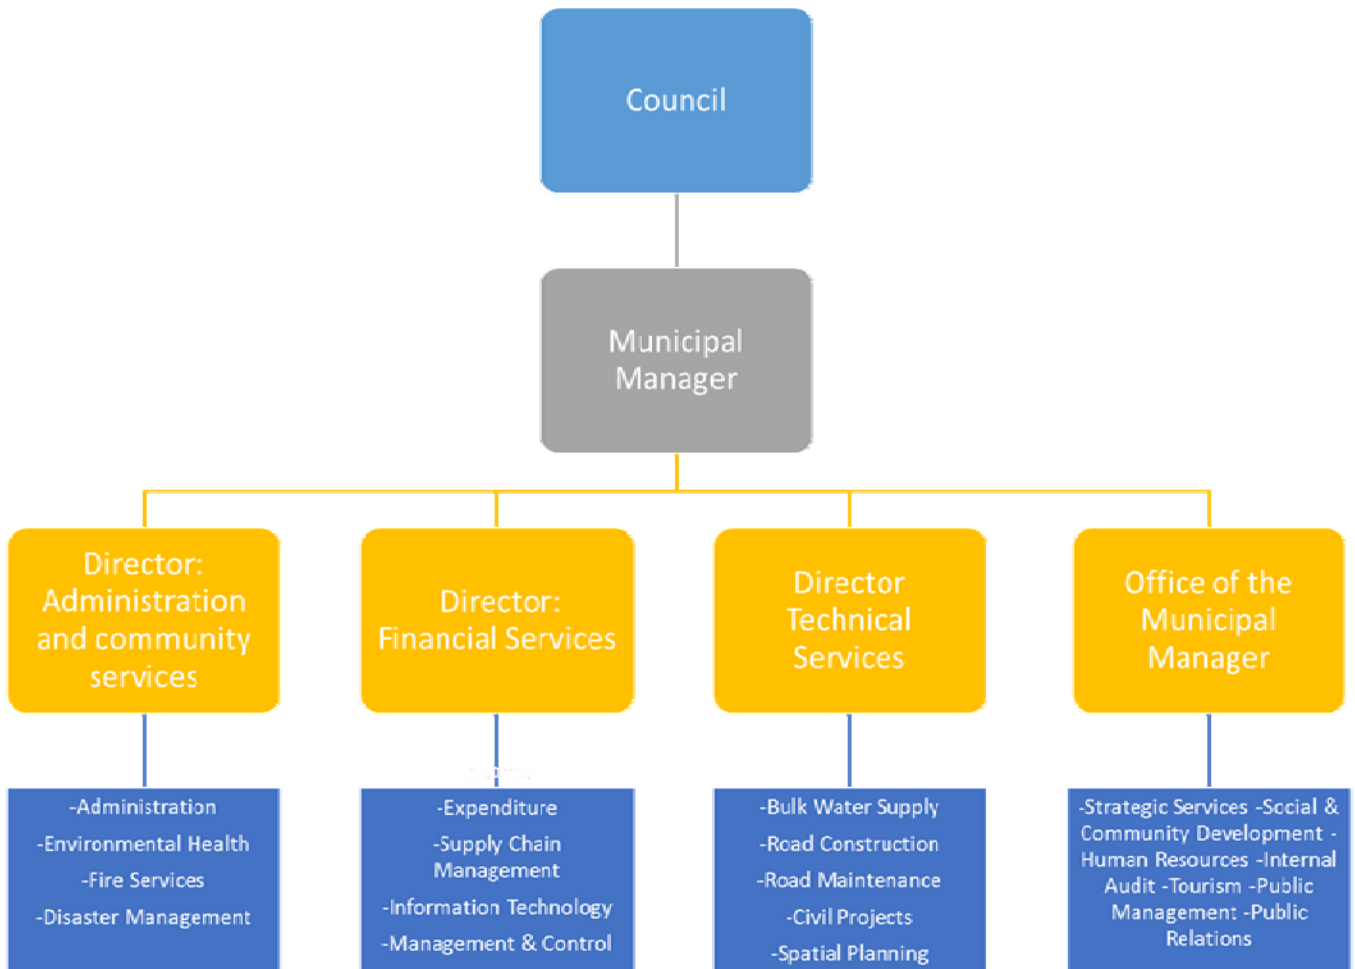 Council
Municipal
Manager
Director:
Administration
and community
services
Director:
Financial Services
Director
Technical
Services
Office of the
Municipal
Manager
-Administration
-Environmental Health
-Fire Services
-Disaster Management
-Expenditure
-Supply Chain
Management
-Information Technology
-Management & Control
-Bulk Water Supply
-Road Construction
-Road Maintenance
-Civil Projects
-Spatial Planning
-Strategic Services -Social &
Community Development -
Human Resources -Internal
Audit -Tourism -Public
Management -Public
Relations